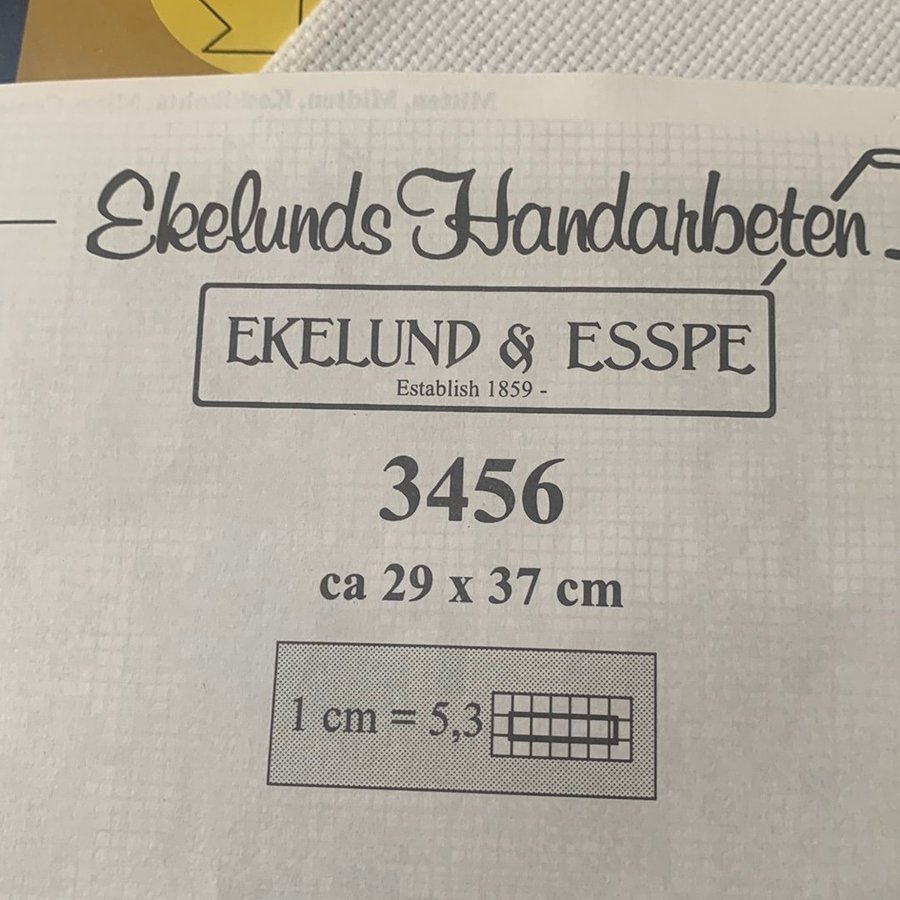 Ekelunds Handarbeten
EKELUND & ESSPE
Establish 1859 -
3456
ca 29 x 37 cm
1 cm = 5,3